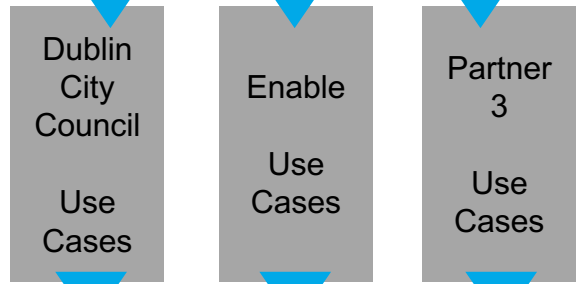 Dublin
City
Council
Use
Cases
Enable
Use
Cases
Partner
3
Use
Cases